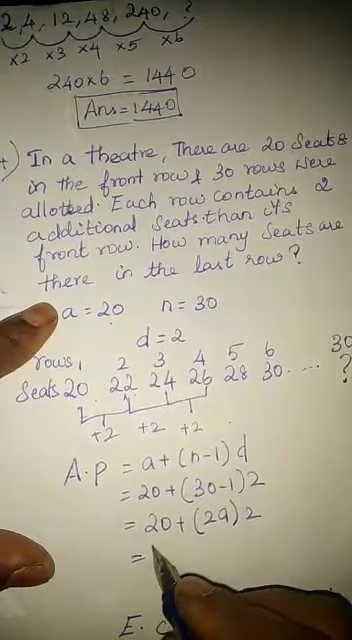 2, 4, 12, 48, 240, ?
×2 ×3 ×4 ×5 ×6
240×6 = 1440
Ans = 1440
) In a theatre, There are 20 Seats
in the front row & 30 rows were
allotted. Each row contains 2
additional seats than its
front row. How many seats are
there in the last row?
a = 20 n = 30
d = 2
rows 1 2 3 4 5 6 30
Seats 20 22 24 26 28 30 .... ?
+2 +2 +2
A.P = a + (n-1) d
= 20 + (30-1) 2
= 20 + (29) 2
=
E.